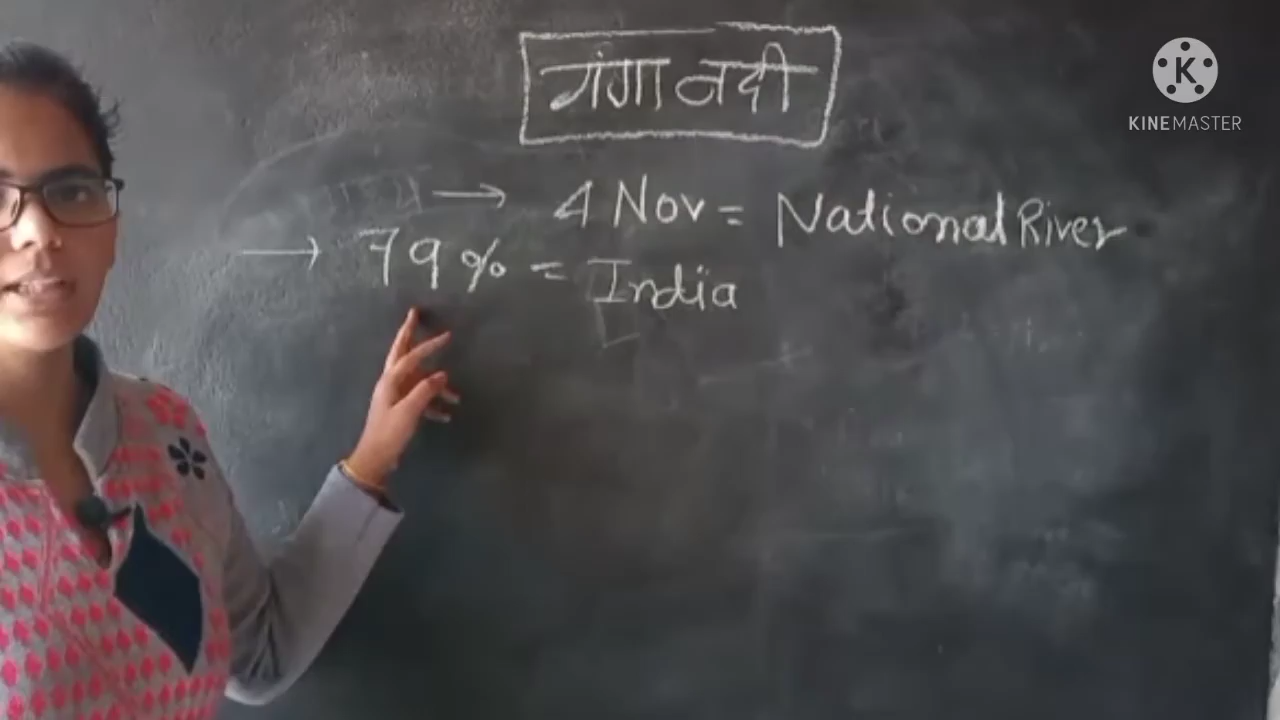 गंगा नदी
→ 4 Nov = National River
→ 79% = India
KINEMASTER